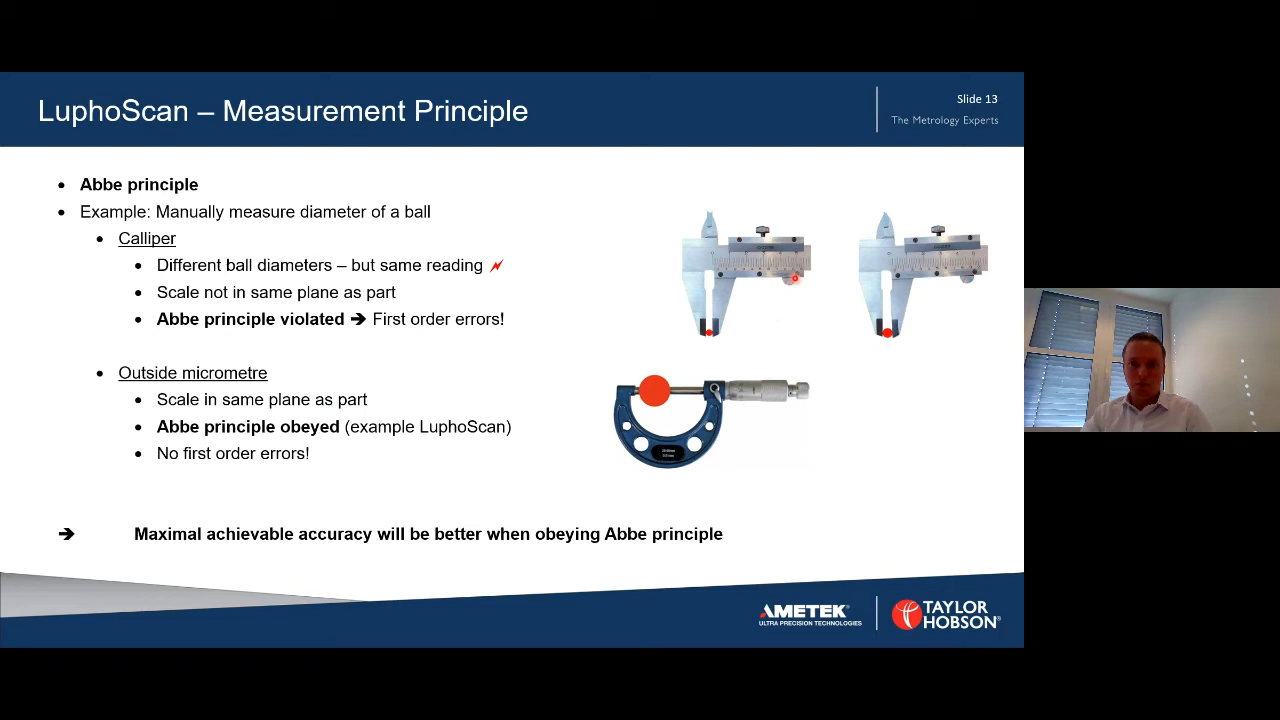 LuphoScan – Measurement Principle
Slide 13
The Metrology Experts
• Abbe principle
• Example: Manually measure diameter of a ball
• Calliper
• Different ball diameters – but same reading
• Scale not in same plane as part
• Abbe principle violated ➔ First order errors!
• Outside micrometre
• Scale in same plane as part
• Abbe principle obeyed (example LuphoScan)
• No first order errors!
➔ Maximal achievable accuracy will be better when obeying Abbe principle
AMETEK®
ULTRA PRECISION TECHNOLOGIES
TAYLOR
HOBSON®